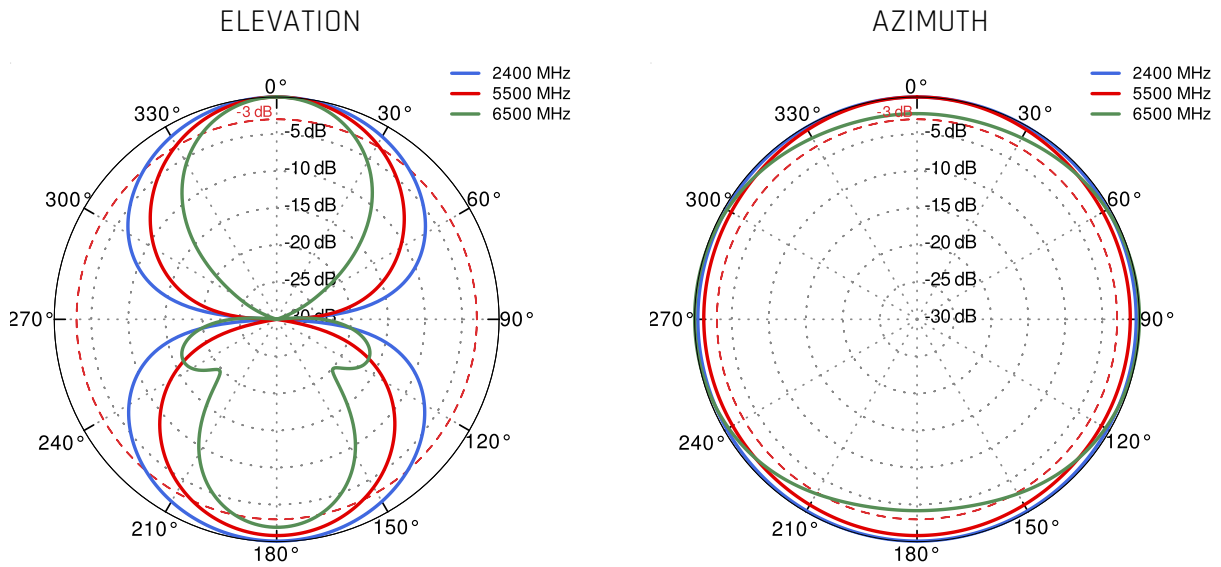 ELEVATION
2400 MHz
5500 MHz
6500 MHz
0°
330°
30°
-3 dB
-5 dB
-10 dB
300°
60°
-15 dB
-20 dB
-25 dB
-30 dB
270°
90°
240°
120°
210°
150°
180°
AZIMUTH
2400 MHz
5500 MHz
6500 MHz
0°
330°
30°
-3 dB
-5 dB
-10 dB
300°
60°
-15 dB
-20 dB
-25 dB
-30 dB
270°
90°
240°
120°
210°
150°
180°